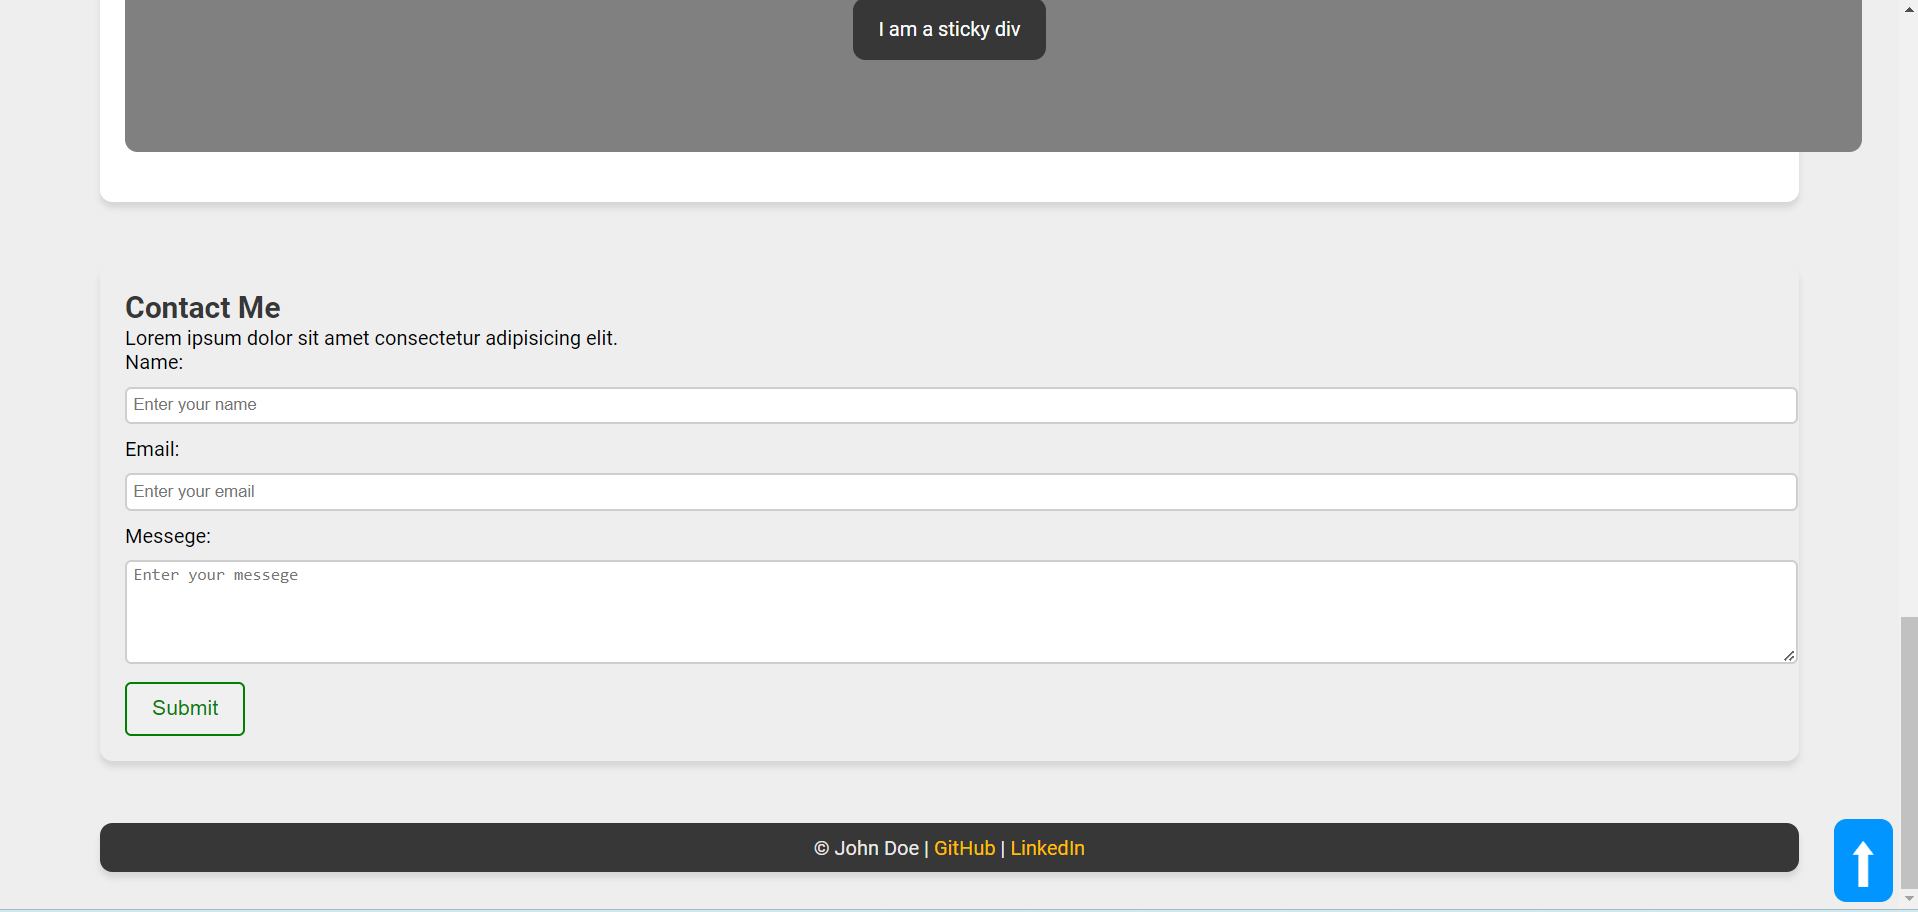 I am a sticky div
Contact Me
Lorem ipsum dolor sit amet consectetur adipisicing elit.
Name:
Enter your name
Email:
Enter your email
Messege:
Enter your messege
Submit
© John Doe | GitHub | LinkedIn